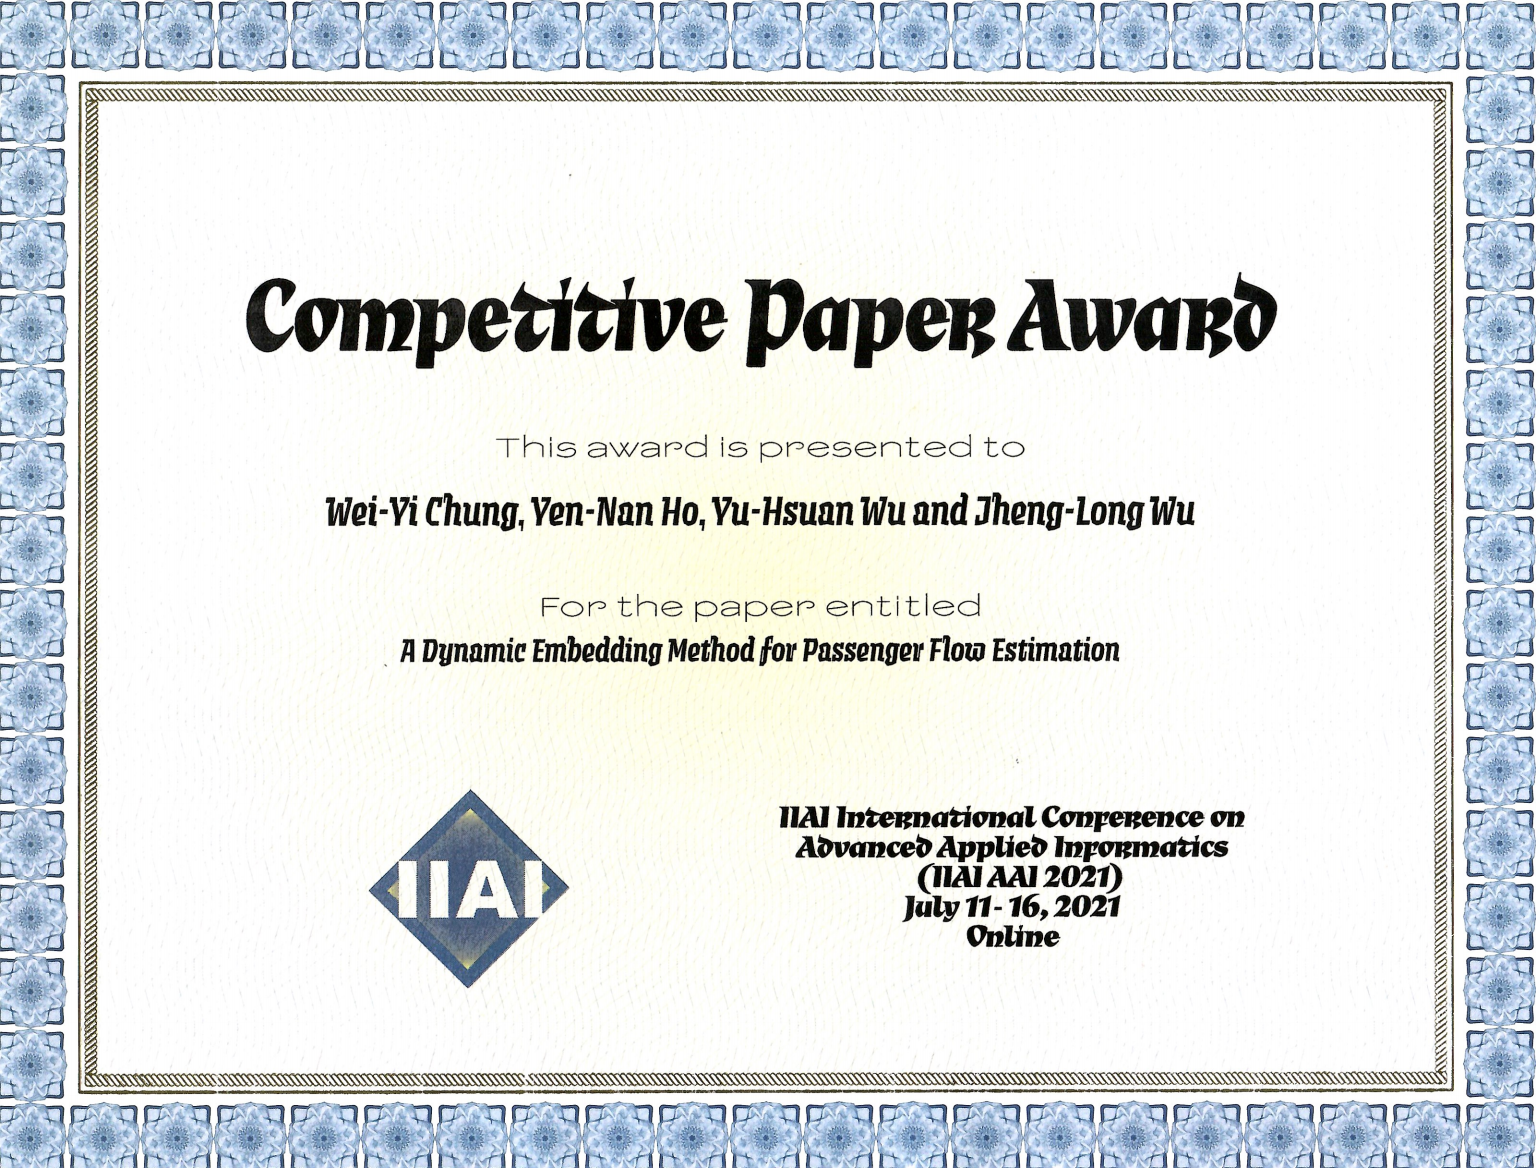 Competitive Paper Award
This award is presented to
Wei-Yi Chung, Yen-Nan Ho, Yu-Hsuan Wu and Jheng-Long Wu
For the paper entitled
A Dynamic Embedding Method for Passenger Flow Estimation
IIAI
IIAI International Conference on
Advanced Applied Informatics
(IIAI AAI 2021)
July 11- 16, 2021
Online